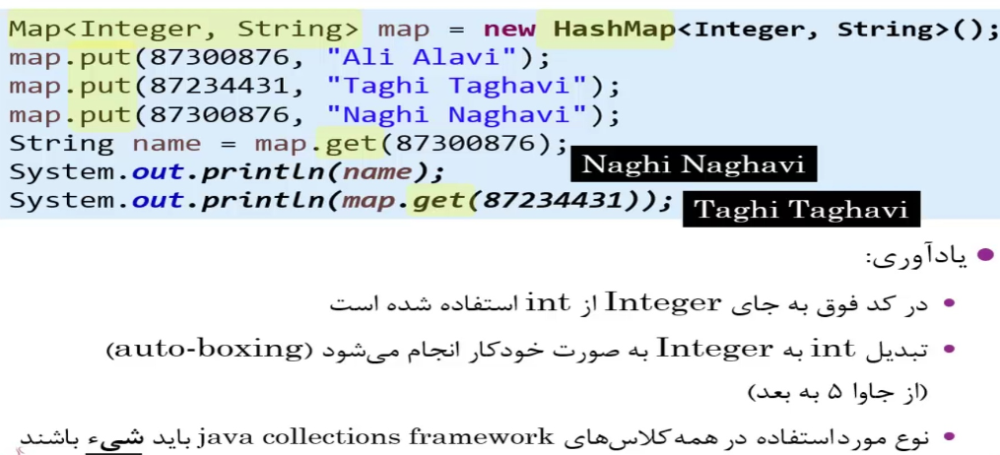 Map<Integer, String> map = new HashMap<Integer, String>();
map.put(87300876, "Ali Alavi");
map.put(87234431, "Taghi Taghavi");
map.put(87300876, "Naghi Naghavi");
String name = map.get(87300876);
System.out.println(name);
Naghi Naghavi
System.out.println(map.get(87234431));
Taghi Taghavi
• یادآوری:
• در کد فوق به جای Integer از int استفاده شده است
• تبدیل int به Integer به صورت خودکار انجام می‌شود (auto-boxing)
(از جاوا ۵ به بعد)
• نوع مورد استفاده در همه کلاس‌های java collections framework باید شیء باشند